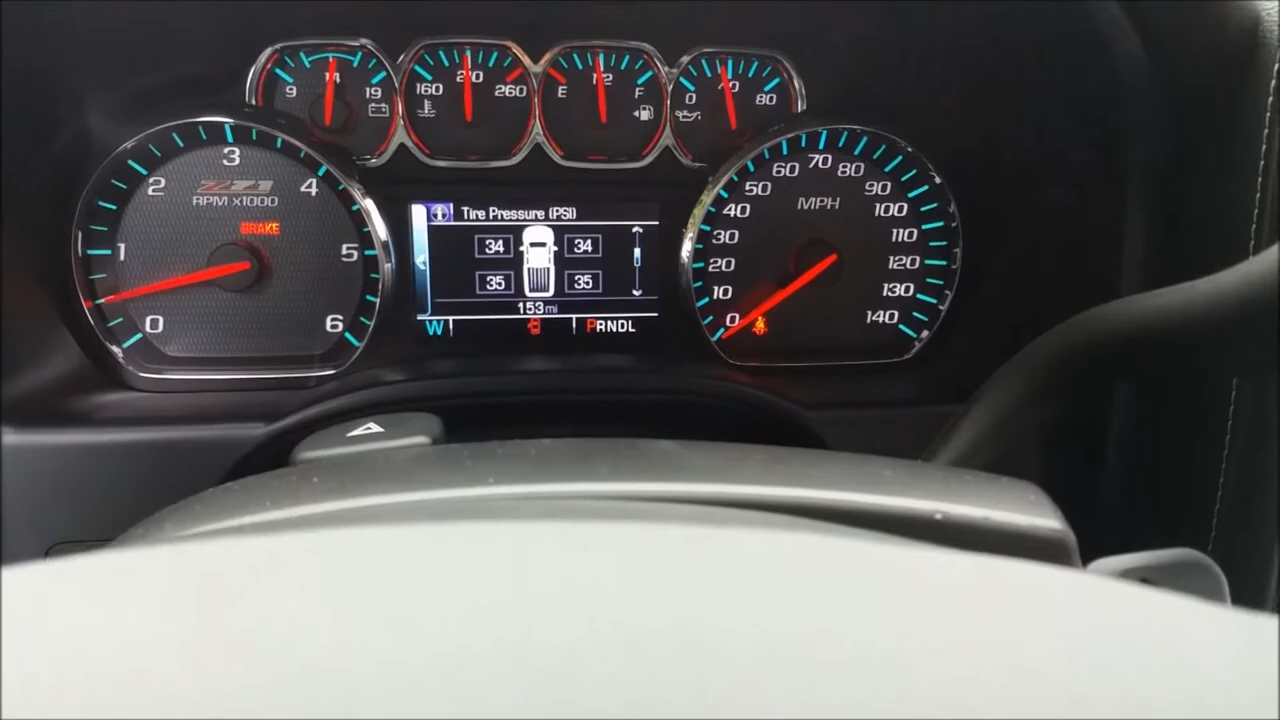 9 14 19
160 210 260
E 1/2 F
0 40 80
0 1 2 3 4 5 6
Z71
RPM x1000
BRAKE
Tire Pressure (PSI)
34 34
35 35
153 mi
W PRNDL
0 10 20 30 40 50 60 70 80 90 100 110 120 130 140
MPH